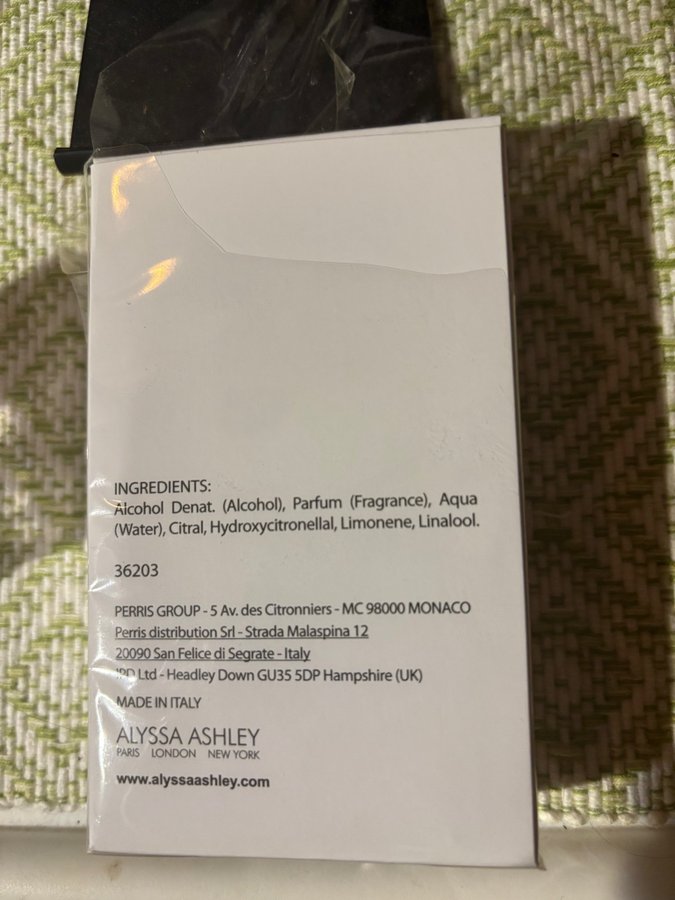 INGREDIENTS:
Alcohol Denat. (Alcohol), Parfum (Fragrance), Aqua
(Water), Citral, Hydroxycitronellal, Limonene, Linalool.
36203
PERRIS GROUP - 5 Av. des Citronniers - MC 98000 MONACO
Perris distribution Srl - Strada Malaspina 12
20090 San Felice di Segrate - Italy
Ltd - Headley Down GU35 5DP Hampshire (UK)
MADE IN ITALY
ALYSSA ASHLEY
PARIS LONDON NEW YORK
www.alyssaashley.com